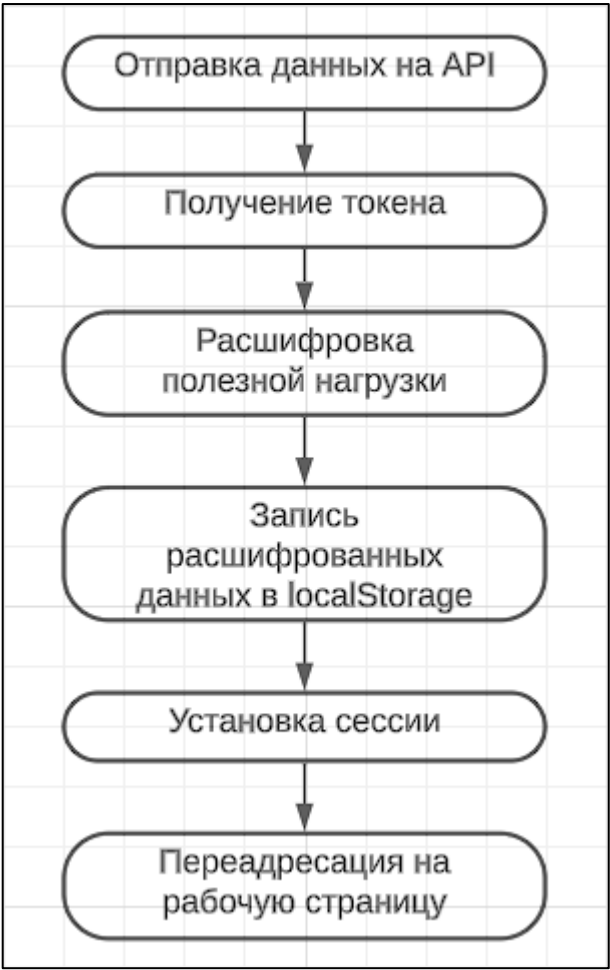 Отправка данных на API
Получение токена
Расшифровка
полезной нагрузки
Запись
расшифрованных
данных в localStorage
Установка сессии
Переадресация на
рабочую страницу